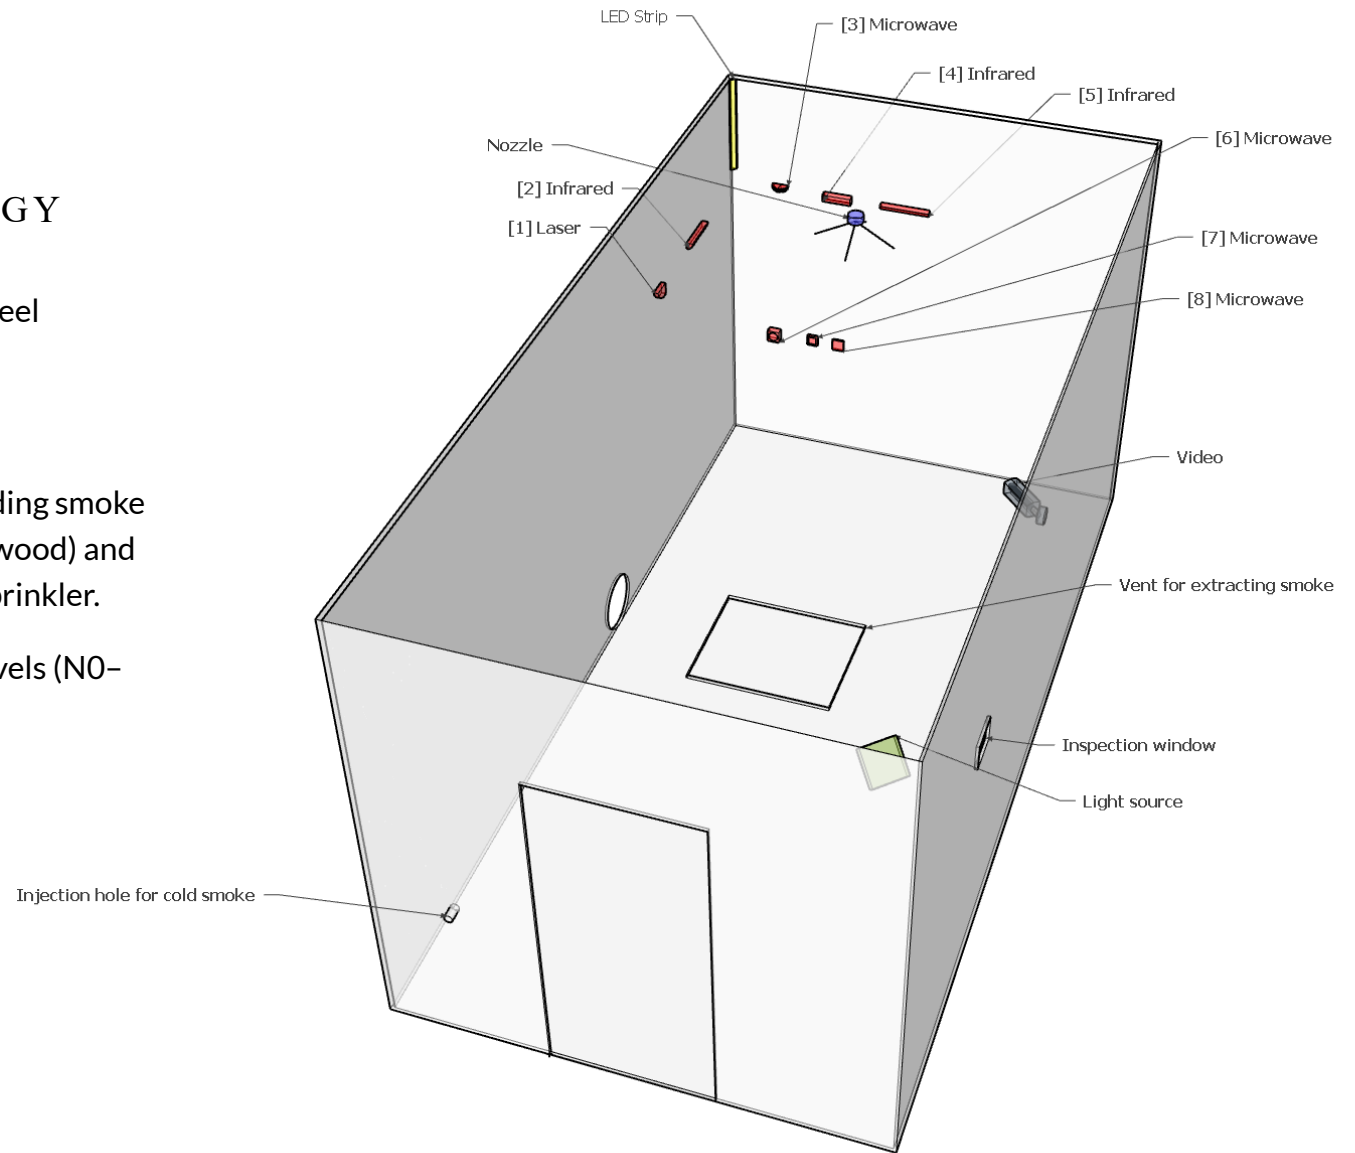 GY
eel
ding smoke
wood) and
prinkler.
vels (N0–
LED Strip
[3] Microwave
[4] Infrared
[5] Infrared
[6] Microwave
Nozzle
[2] Infrared
[1] Laser
[7] Microwave
[8] Microwave
Video
Vent for extracting smoke
Inspection window
Light source
Injection hole for cold smoke